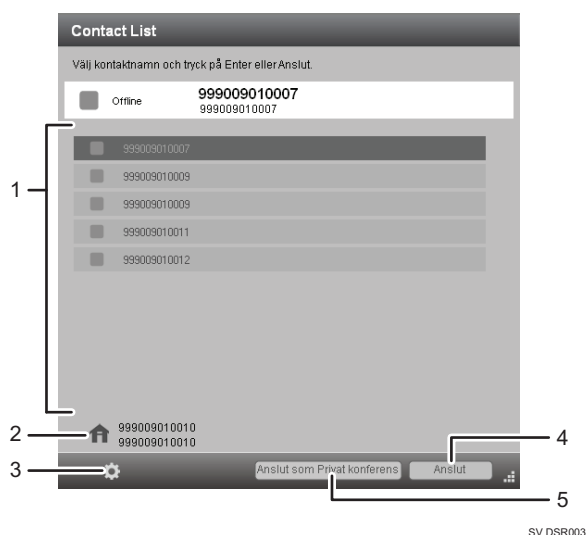 Contact List
Välj kontaktnamn och tryck på Enter eller Anslut.
Offline
999009010007
999009010007
1
999009010007
999009010009
999009010009
999009010011
999009010012
2
999009010010
999009010010
4
3
Anslut som Privat konferens
Anslut
5
SV DSR003